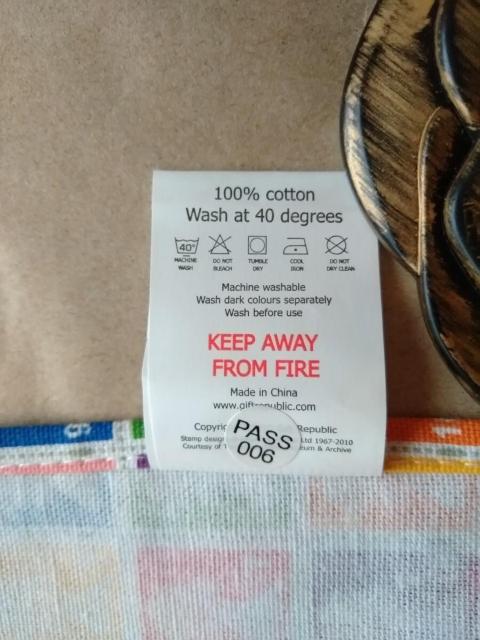 100% cotton
Wash at 40 degrees
40°
MACHINE WASH
DO NOT BLEACH
TUMBLE DRY
COOL IRON
DO NOT DRY CLEAN
Machine washable
Wash dark colours separately
Wash before use
KEEP AWAY
FROM FIRE
Made in China
Republic
Stamp Ltd 1967-2010
Courtesy of & Archive
PASS
006